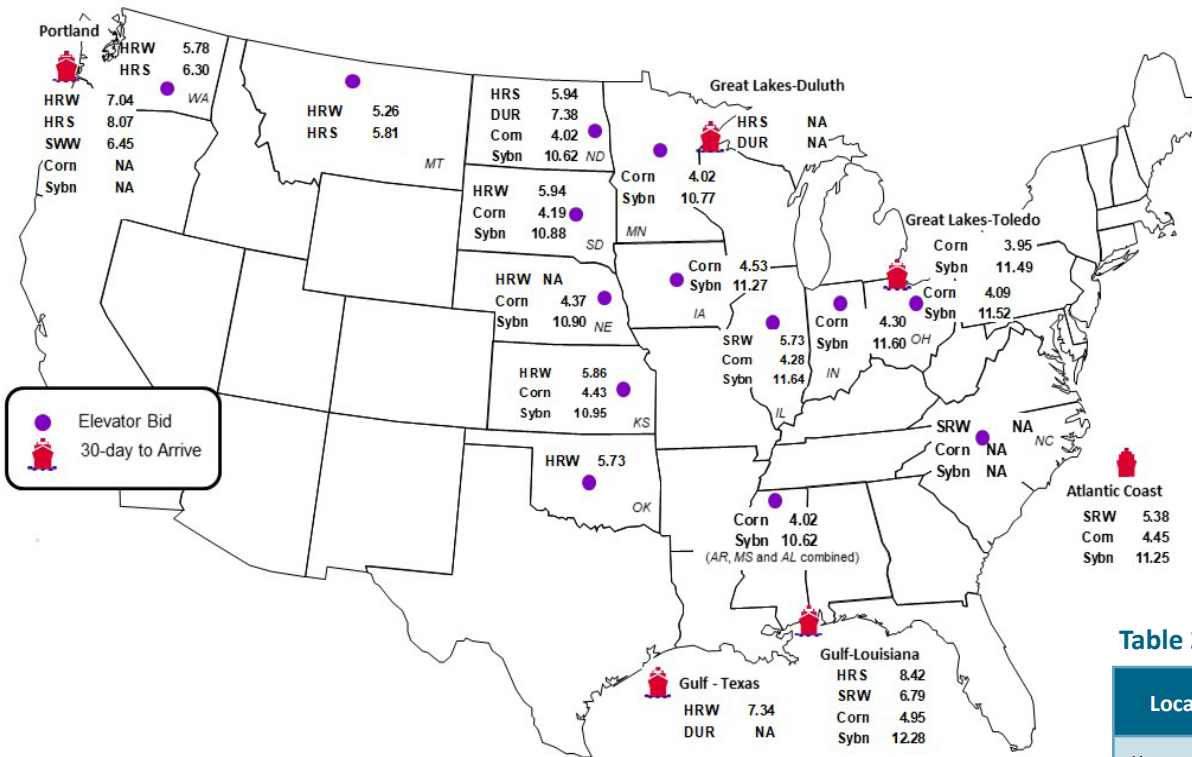 Portland
HRW 5.78
HRS 6.30
WA
HRW 7.04
HRS 8.07
SWW 6.45
Corn NA
Sybn NA
HRW 5.26
HRS 5.81
MT
HRS 5.94
DUR 7.38
Corn 4.02
Sybn 10.62 ND
HRW 5.94
Corn 4.19
Sybn 10.88
SD
HRW NA
Corn 4.37
Sybn 10.90 NE
HRW 5.86
Corn 4.43
Sybn 10.95
KS
HRW 5.73
OK
Great Lakes-Duluth
HRS NA
DUR NA
Corn 4.02
Sybn 10.77
MN
Corn 4.53
Sybn 11.27
IA
SRW 5.73
Corn 4.28
Sybn 11.64
IL
Great Lakes-Toledo
Corn 3.95
Sybn 11.49
Corn 4.09
Sybn 11.52
OH
Corn 4.30
Sybn 11.60
IN
SRW NA
Corn NA
Sybn NA
NC
Corn 4.02
Sybn 10.62
(AR, MS and AL combined)
Atlantic Coast
SRW 5.38
Corn 4.45
Sybn 11.25
Gulf-Louisiana
HRS 8.42
SRW 6.79
Corn 4.95
Sybn 12.28
Gulf - Texas
HRW 7.34
DUR NA
Elevator Bid
30-day to Arrive
Table
Loca